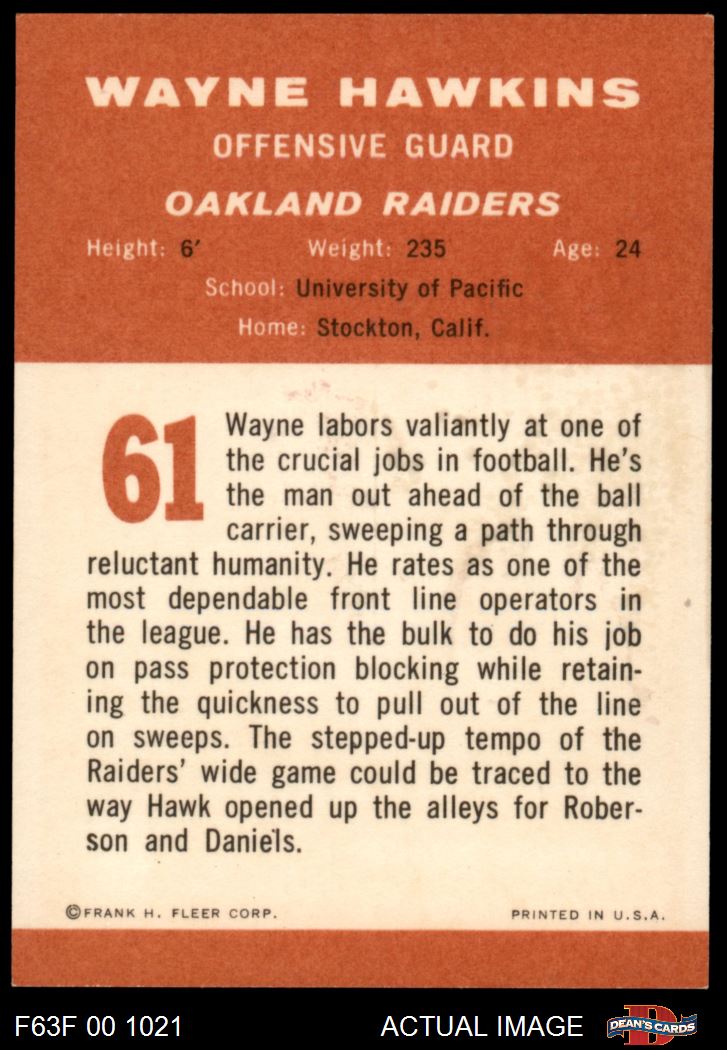 WAYNE HAWKINS
OFFENSIVE GUARD
OAKLAND RAIDERS
Height: 6′ Weight: 235 Age: 24
School: University of Pacific
Home: Stockton, Calif.
61
Wayne labors valiantly at one of
the crucial jobs in football. He's
the man out ahead of the ball
carrier, sweeping a path through
reluctant humanity. He rates as one of the
most dependable front line operators in
the league. He has the bulk to do his job
on pass protection blocking while retain-
ing the quickness to pull out of the line
on sweeps. The stepped-up tempo of the
Raiders' wide game could be traced to the
way Hawk opened up the alleys for Rober-
son and Daniels.
©FRANK H. FLEER CORP. PRINTED IN U.S.A.
F63F 00 1021 ACTUAL IMAGE D DEAN'S CARDS